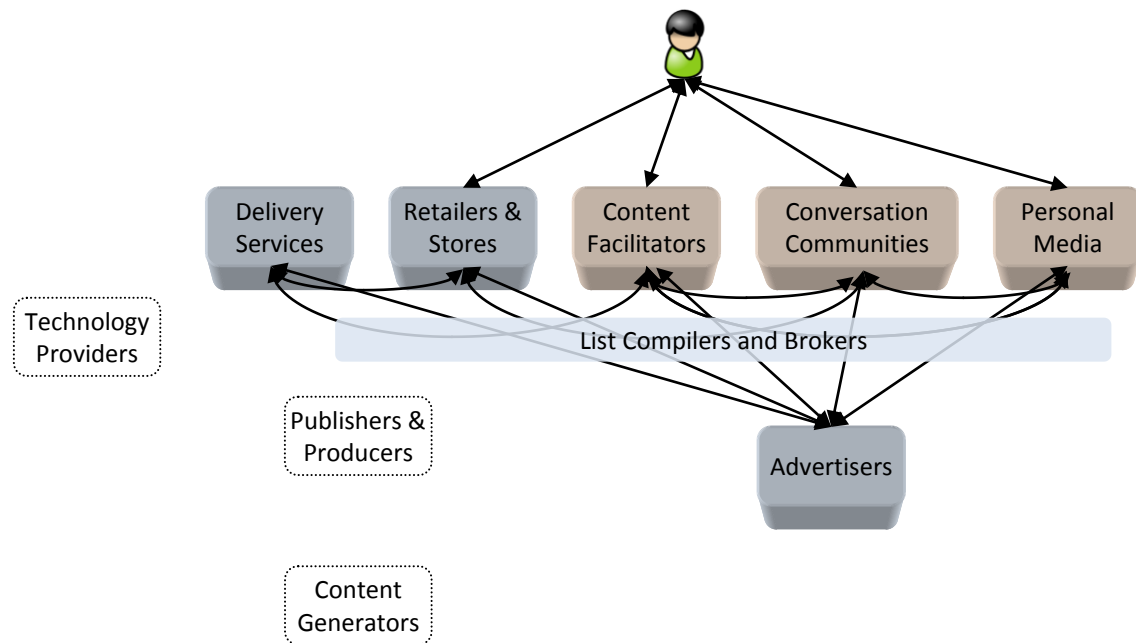 Delivery
Services
Retailers &
Stores
Content
Facilitators
Conversation
Communities
Personal
Media
Technology
Providers
List Compilers and Brokers
Publishers &
Producers
Advertisers
Content
Generators